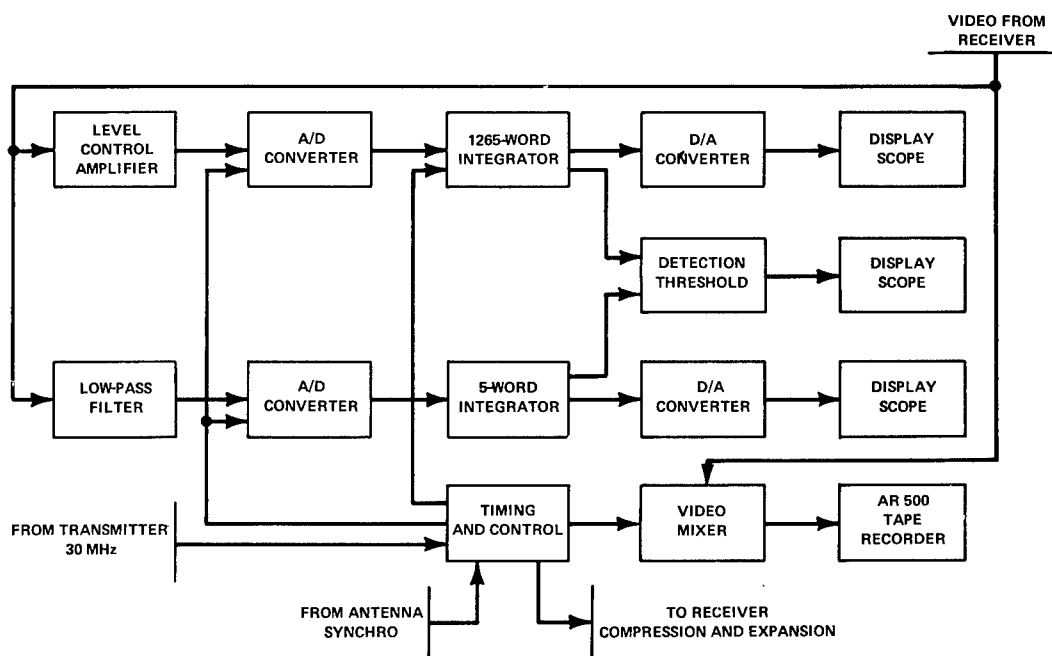 VIDEO FROM
RECEIVER
LEVEL
CONTROL
AMPLIFIER
A/D
CONVERTER
1265-WORD
INTEGRATOR
D/A
CONVERTER
DISPLAY
SCOPE
DETECTION
THRESHOLD
DISPLAY
SCOPE
LOW-PASS
FILTER
A/D
CONVERTER
5-WORD
INTEGRATOR
D/A
CONVERTER
DISPLAY
SCOPE
FROM TRANSMITTER
30 MHz
TIMING
AND CONTROL
VIDEO
MIXER
AR 500
TAPE
RECORDER
FROM ANTENNA
SYNCHRO
TO RECEIVER
COMPRESSION AND EXPANSION